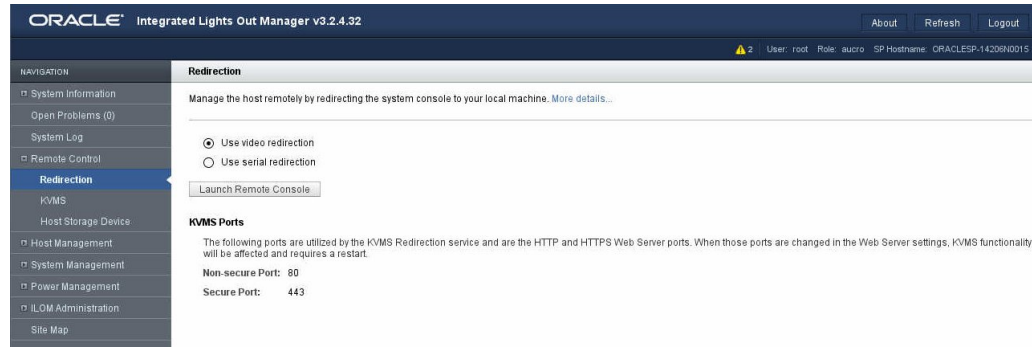 ORACLE® Integrated Lights Out Manager v3.2.4.32
About Refresh Logout
2 User: root Role: aucro SP Hostname: ORACLESP-14206N0015
NAVIGATION
System Information
Open Problems (0)
System Log
Remote Control
Redirection
KVMS
Host Storage Device
Host Management
System Management
Power Management
ILOM Administration
Site Map
Redirection
Manage the host remotely by redirecting the system console to your local machine. More details...
Use video redirection
Use serial redirection
Launch Remote Console
KVMS Ports
The following ports are utilized by the KVMS Redirection service and are the HTTP and HTTPS Web Server ports. When those ports are changed in the Web Server settings, KVMS functionality
will be affected and requires a restart.
Non-secure Port: 80
Secure Port: 443